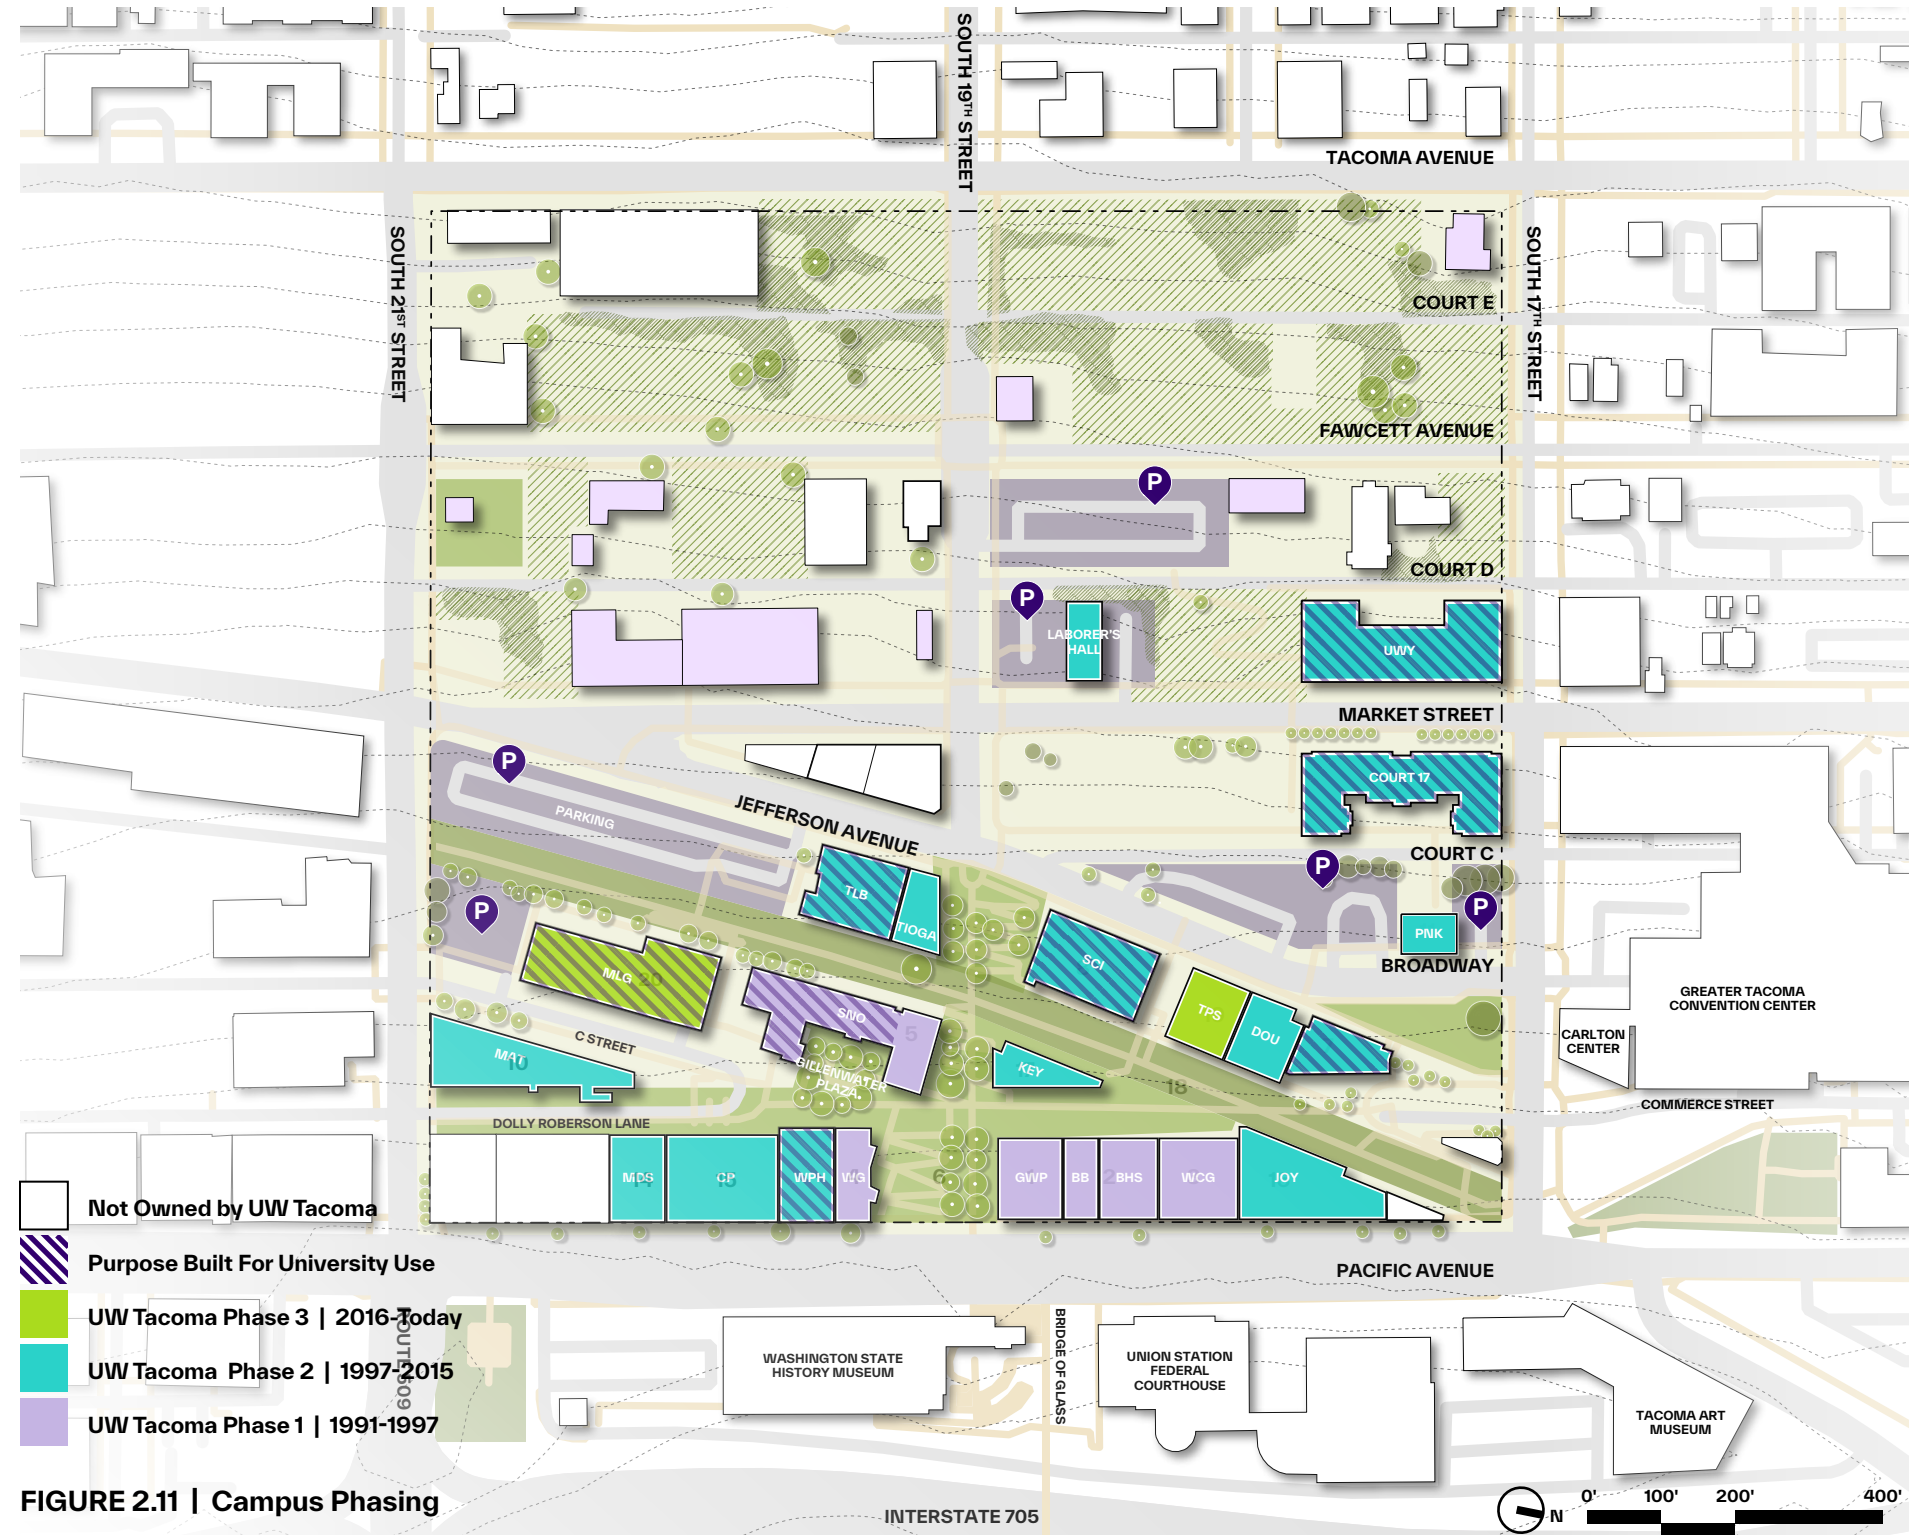 SOUTH 19TH STREET
TACOMA AVENUE
SOUTH 21ST STREET
SOUTH 17TH STREET
COURT E
FAWCETT AVENUE
P
COURT D
P
LABORER'S
HALL
UWY
MARKET STREET
P
COURT 17
PARKING
JEFFERSON AVENUE
COURT C
P
TLB
TIOGA
P
P
PNK
BROADWAY
SCI
MLG
20
SNO
5
TPS
DOU
GREATER TACOMA
CONVENTION CENTER
CARLTON
CENTER
C STREET
MAT
10
GILLENWATER
PLAZA
KEY
18
COMMERCE STREET
DOLLY ROBERSON LANE
MDS
CP
WPH
WG
6
GWP
BB
2
BHS
WCG
JOY
Not Owned by UW Tacoma
Purpose Built For University Use
UW Tacoma Phase 3 | 2016-Today
UW Tacoma Phase 2 | 1997-2015
UW Tacoma Phase 1 | 1991-1997
PACIFIC AVENUE
BRIDGE OF GLASS
WASHINGTON STATE
HISTORY MUSEUM
UNION STATION
FEDERAL
COURTHOUSE
TACOMA ART
MUSEUM
FIGURE 2.11 | Campus Phasing
INTERSTATE 705
N
0' 100' 200' 400'